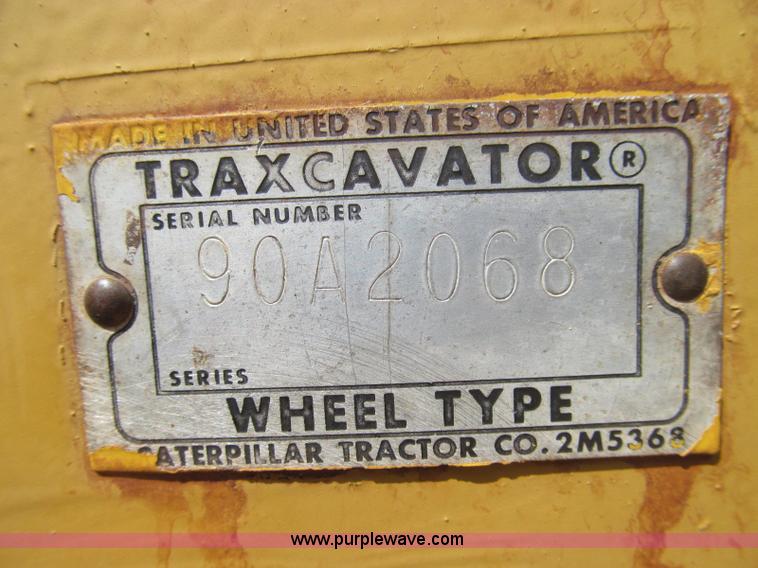 MADE IN UNITED STATES OF AMERICA
TRAXCAVATOR®
SERIAL NUMBER
90A2068
SERIES
WHEEL TYPE
CATERPILLAR TRACTOR CO. 2M5368
www.purplewave.com